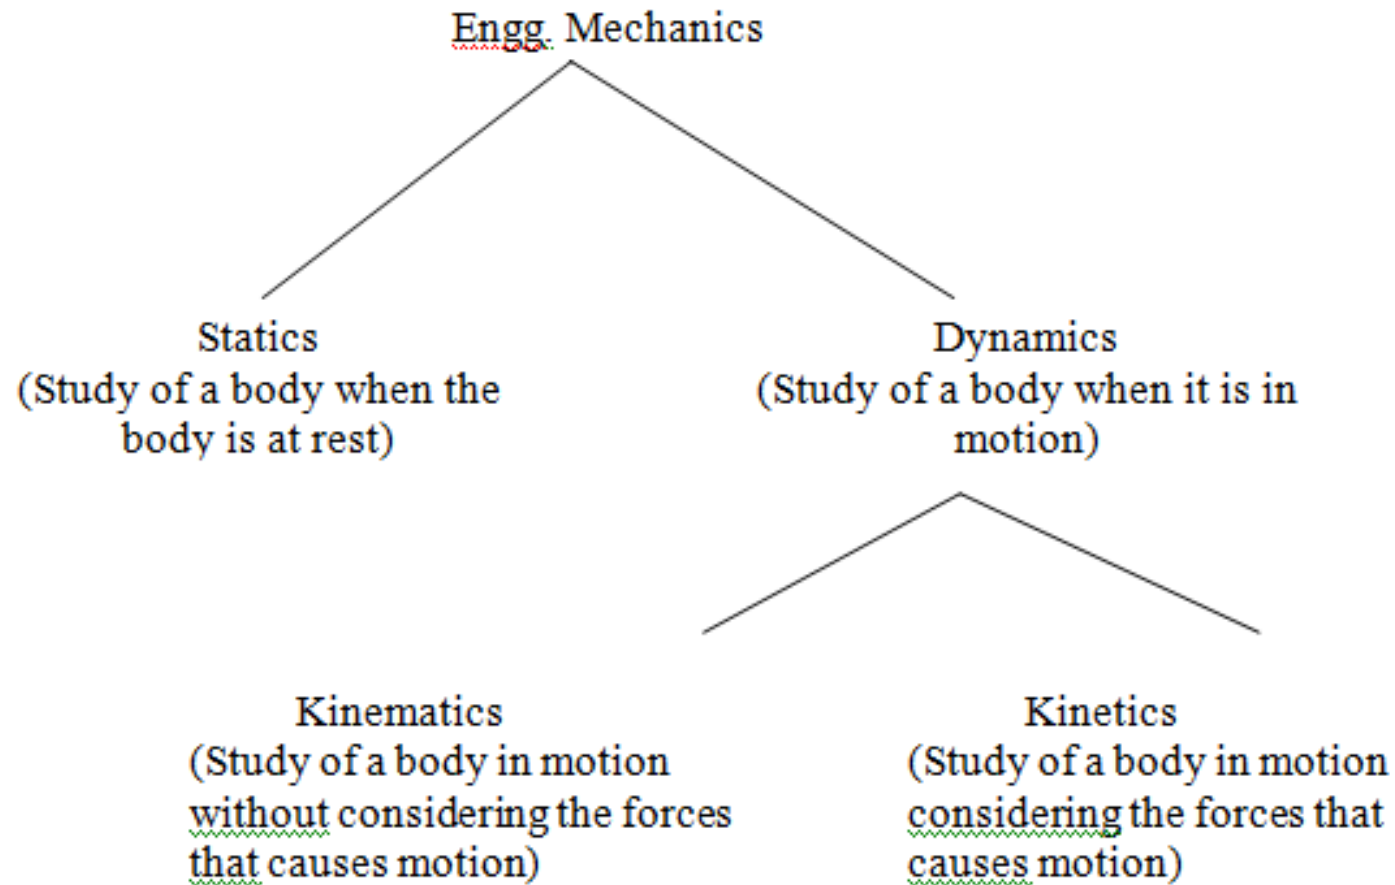 Engg. Mechanics
Statics
(Study of a body when the
body is at rest)
Dynamics
(Study of a body when it is in
motion)
Kinematics
(Study of a body in motion
without considering the forces
that causes motion)
Kinetics
(Study of a body in motion
considering the forces that
causes motion)